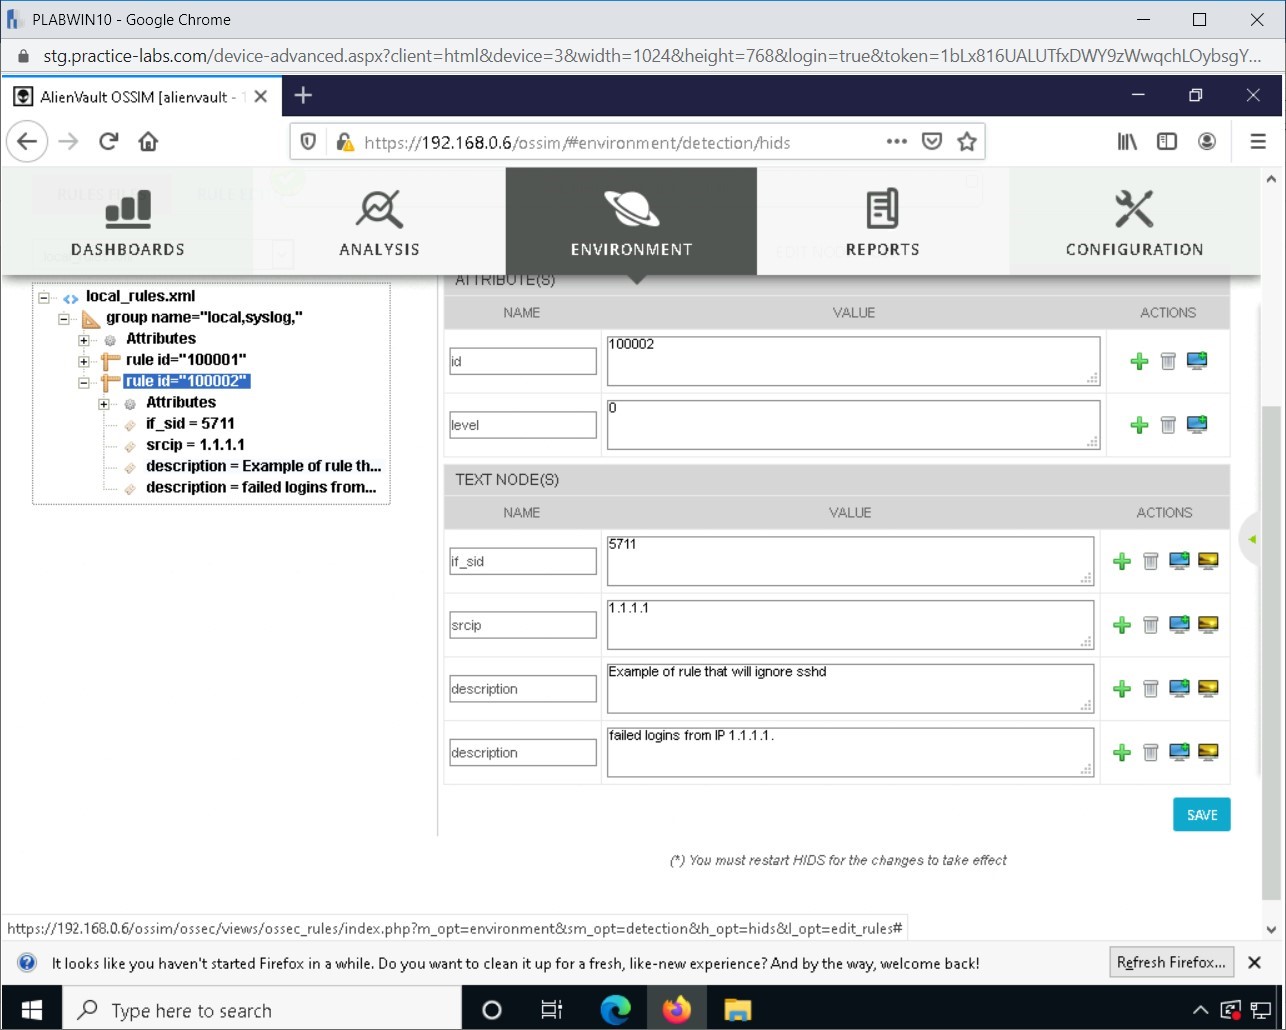 PLABWIN10 - Google Chrome
stg.practice-labs.com/device-advanced.aspx?client=html&device=3&width=1024&height=768&login=true&token=1bLx816UALUTfxDWY9zWwqchLOybsgY...
AlienVault OSSIM [alienvault - 1
https://192.168.0.6/ossim/#environment/detection/hids
DASHBOARDS
ANALYSIS
ENVIRONMENT
REPORTS
CONFIGURATION
ATTRIBUTE(S)
NAME VALUE ACTIONS
id 100002
level 0
TEXT NODE(S)
NAME VALUE ACTIONS
if_sid 5711
srcip 1.1.1.1
description Example of rule that will ignore sshd
description failed logins from IP 1.1.1.1.
SAVE
(*) You must restart HIDS for the changes to take effect
local_rules.xml
group name="local,syslog,"
Attributes
rule id="100001"
rule id="100002"
Attributes
if_sid = 5711
srcip = 1.1.1.1
description = Example of rule th...
description = failed logins from...
https://192.168.0.6/ossim/ossec/views/ossec_rules/index.php?m_opt=environment&sm_opt=detection&h_opt=hids&l_opt=edit_rules#
It looks like you haven't started Firefox in a while. Do you want to clean it up for a fresh, like-new experience? And by the way, welcome back!
Refresh Firefox...
Type here to search